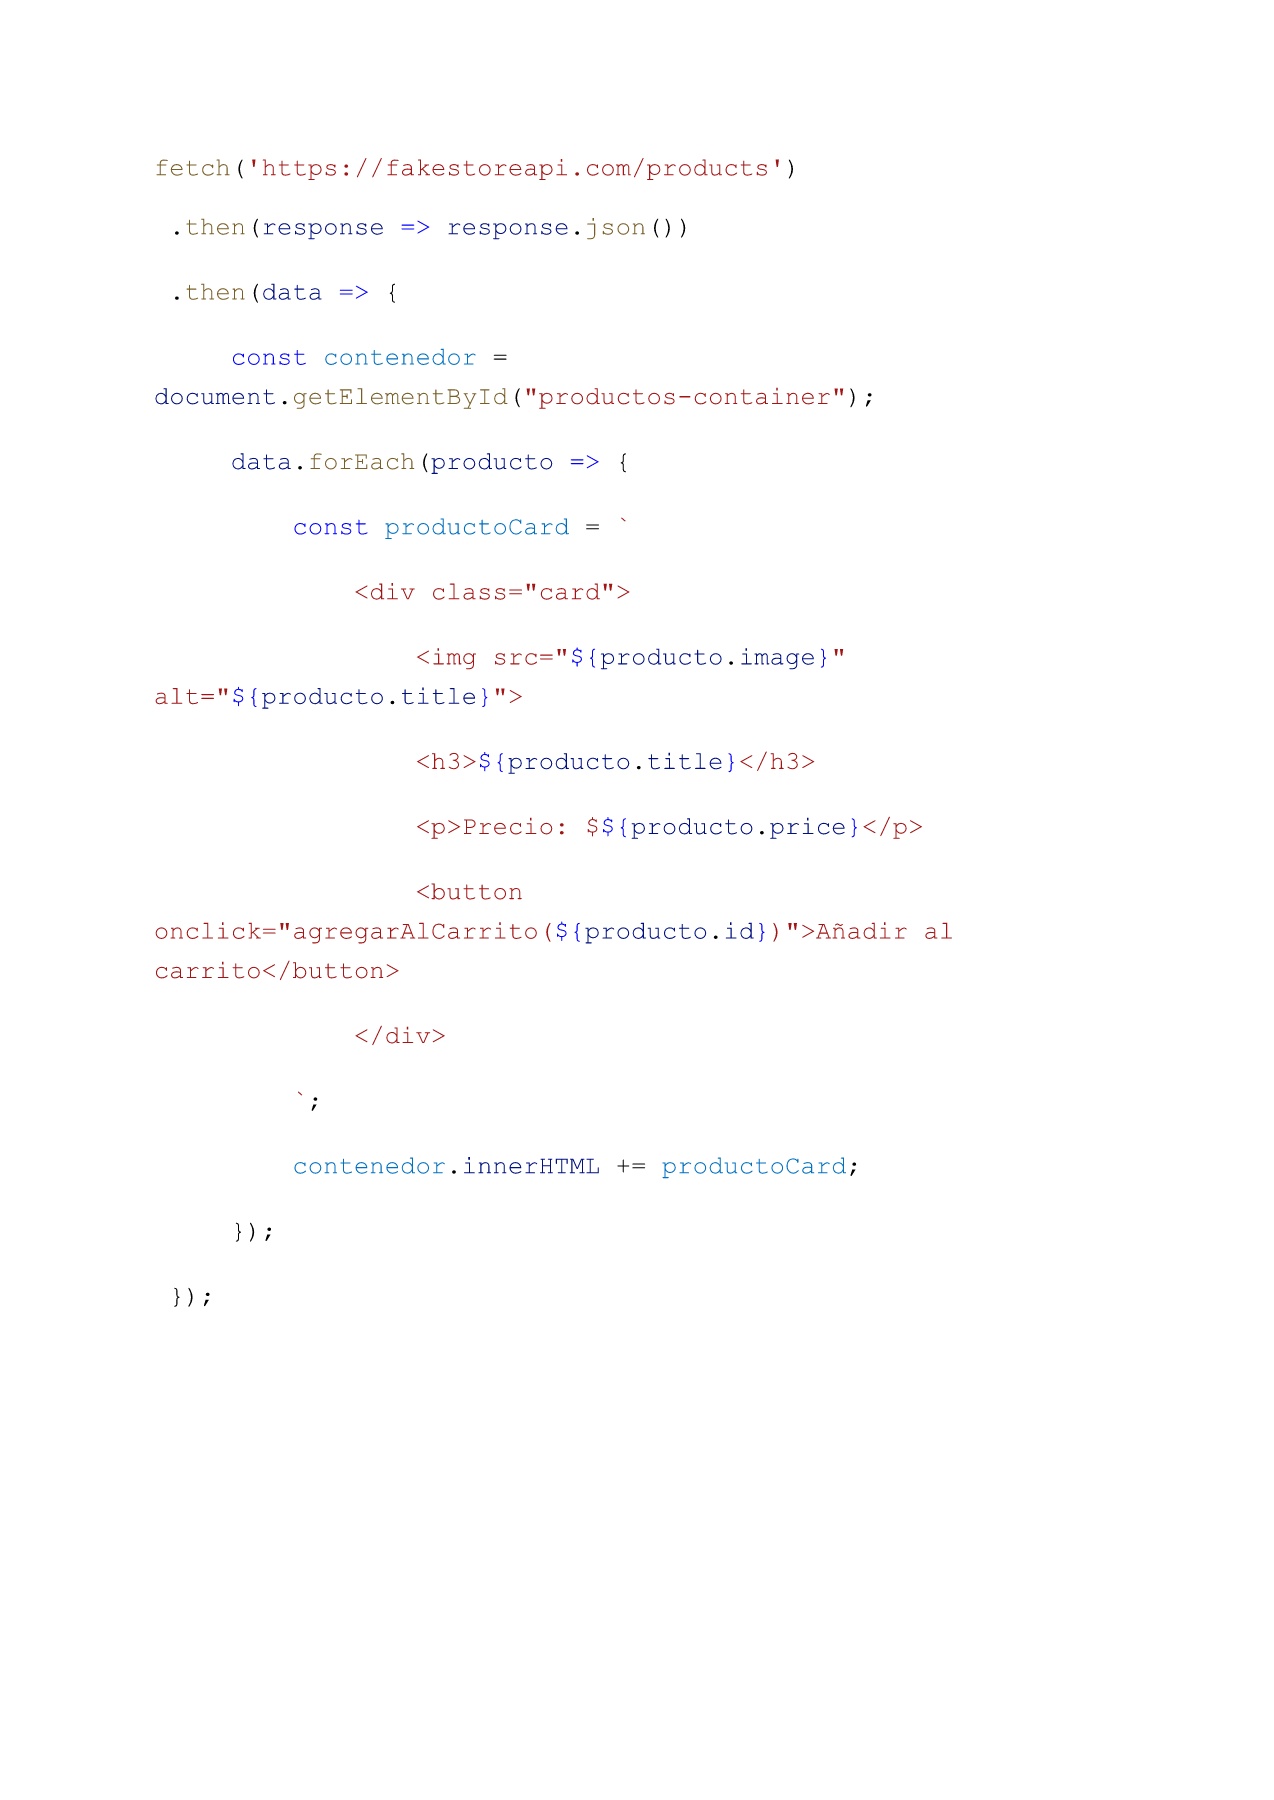 fetch('https://fakestoreapi.com/products')
.then(response => response.json())
.then(data => {
const contenedor =
document.getElementById("productos-container");
data.forEach(producto => {
const productoCard = `
<div class="card">
<img src="${producto.image}"
alt="${producto.title}">
<h3>${producto.title}</h3>
<p>Precio: $${producto.price}</p>
<button
onclick="agregarAlCarrito(${producto.id})">Añadir al
carrito</button>
</div>
`;
contenedor.innerHTML += productoCard;
});
});